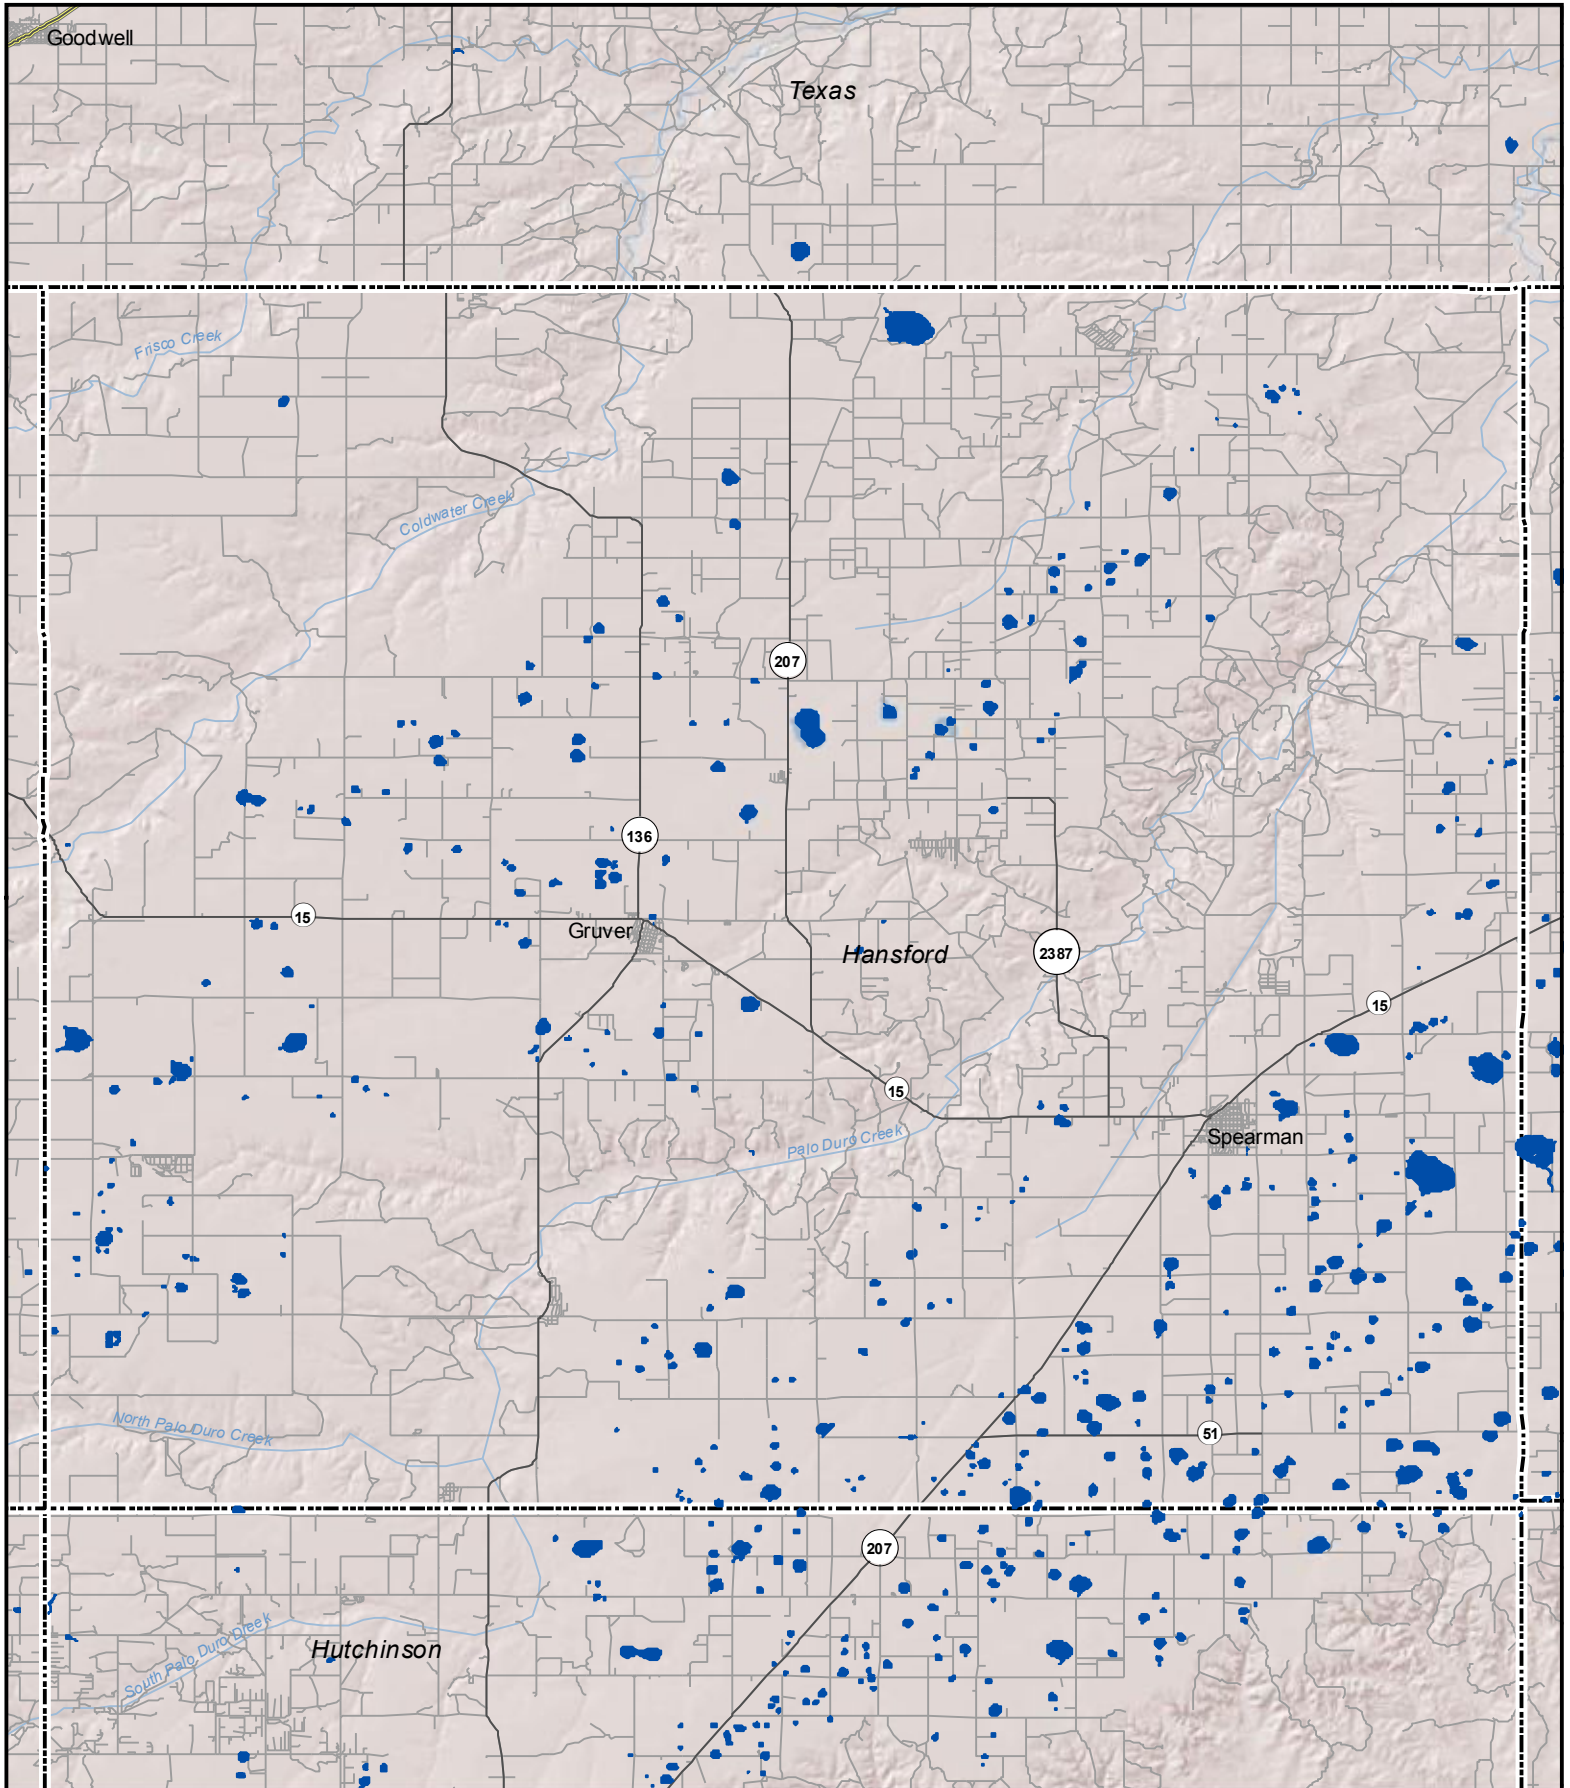 Goodwell
Texas
Frisco Creek
Coldwater Creek
207
136
15
Gruver
Hansford
2387
15
15
Spearman
Palo Duro Creek
North Palo Duro Creek
51
207
Hutchinson
South Palo Duro Creek